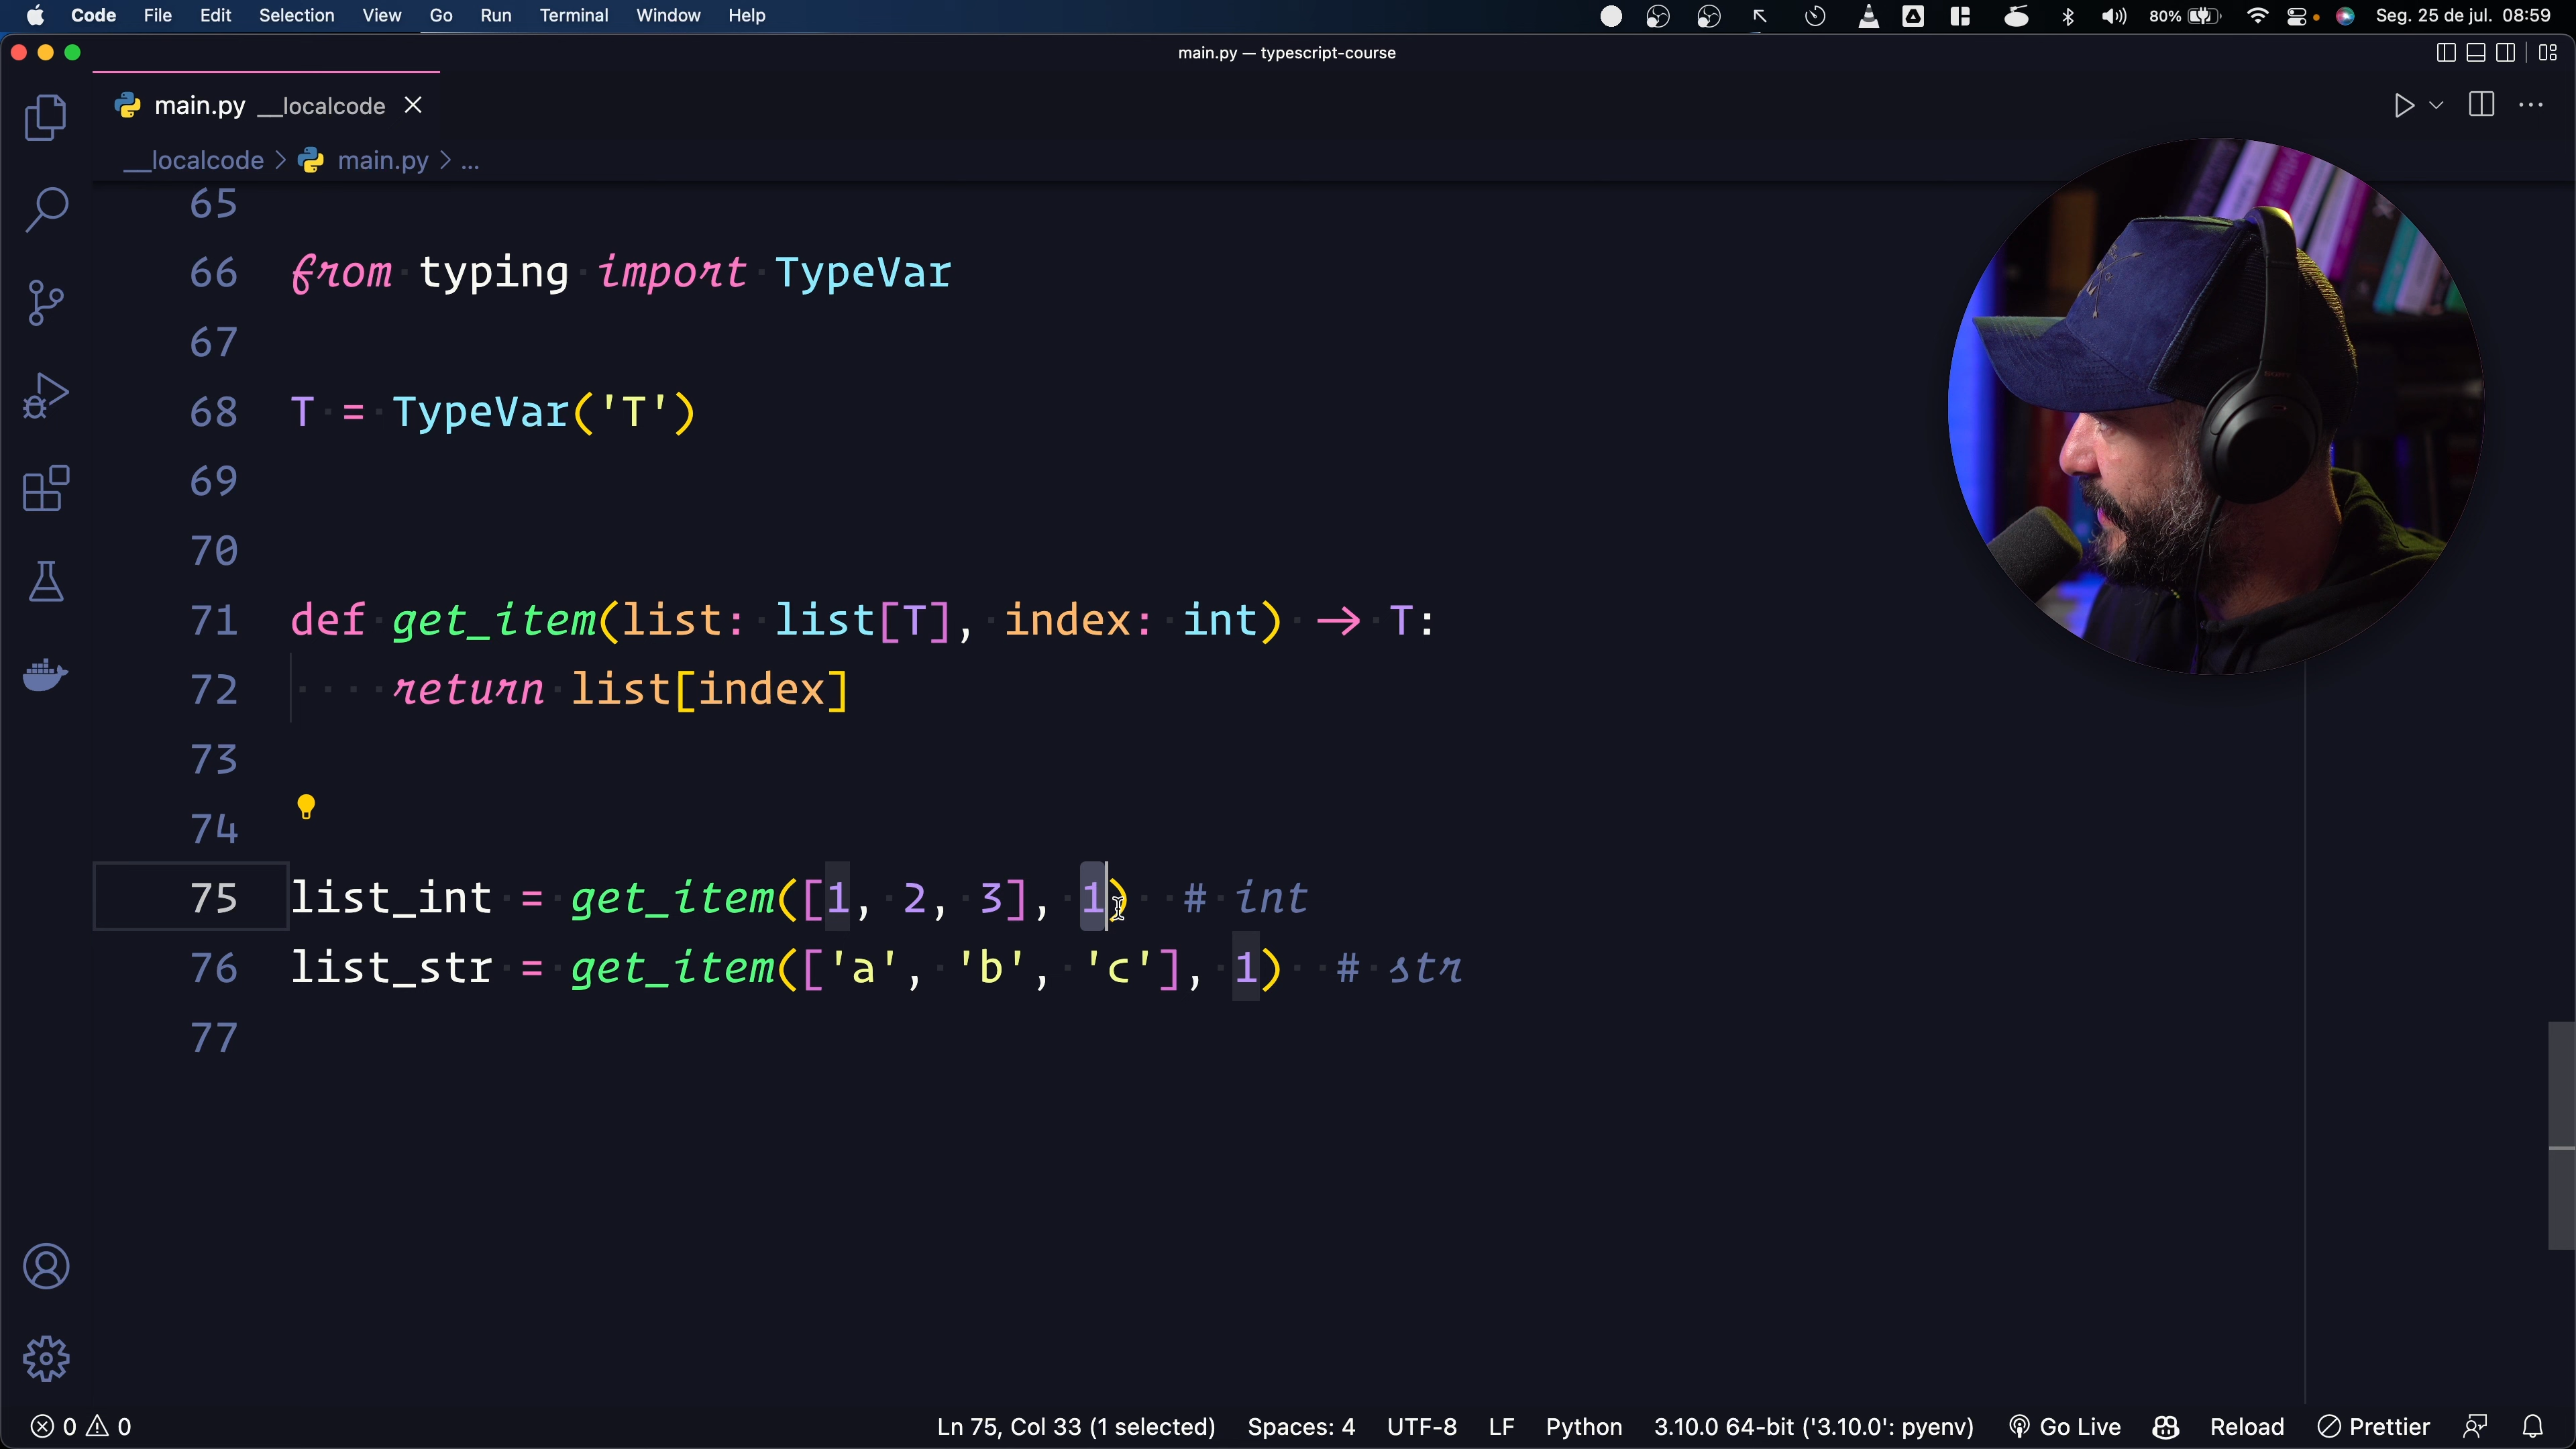 Code File Edit Selection View Go Run Terminal Window Help 80% Seg. 25 de jul. 08:59
main.py — typescript-course
main.py __localcode
__localcode > main.py > ...
65
66 from typing import TypeVar
67
68 T = TypeVar('T')
69
70
71 def get_item(list: list[T], index: int) -> T:
72 return list[index]
73
74
75 list_int = get_item([1, 2, 3], 1) # int
76 list_str = get_item(['a', 'b', 'c'], 1) # str
77
0 0 Ln 75, Col 33 (1 selected) Spaces: 4 UTF-8 LF Python 3.10.0 64-bit ('3.10.0': pyenv) Go Live Reload Prettier